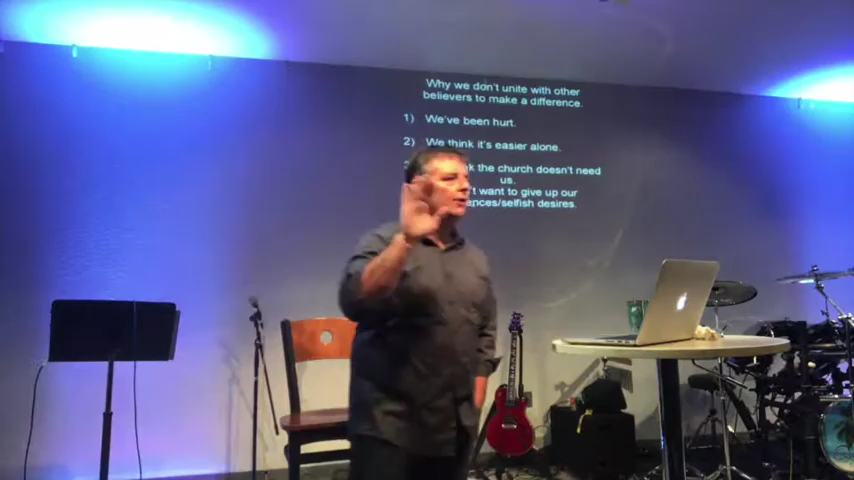 Why we don't unite with other
believers to make a difference.
1) We've been hurt.
2) We think it's easier alone.
the church doesn't need
us.
want to give up our
desires.